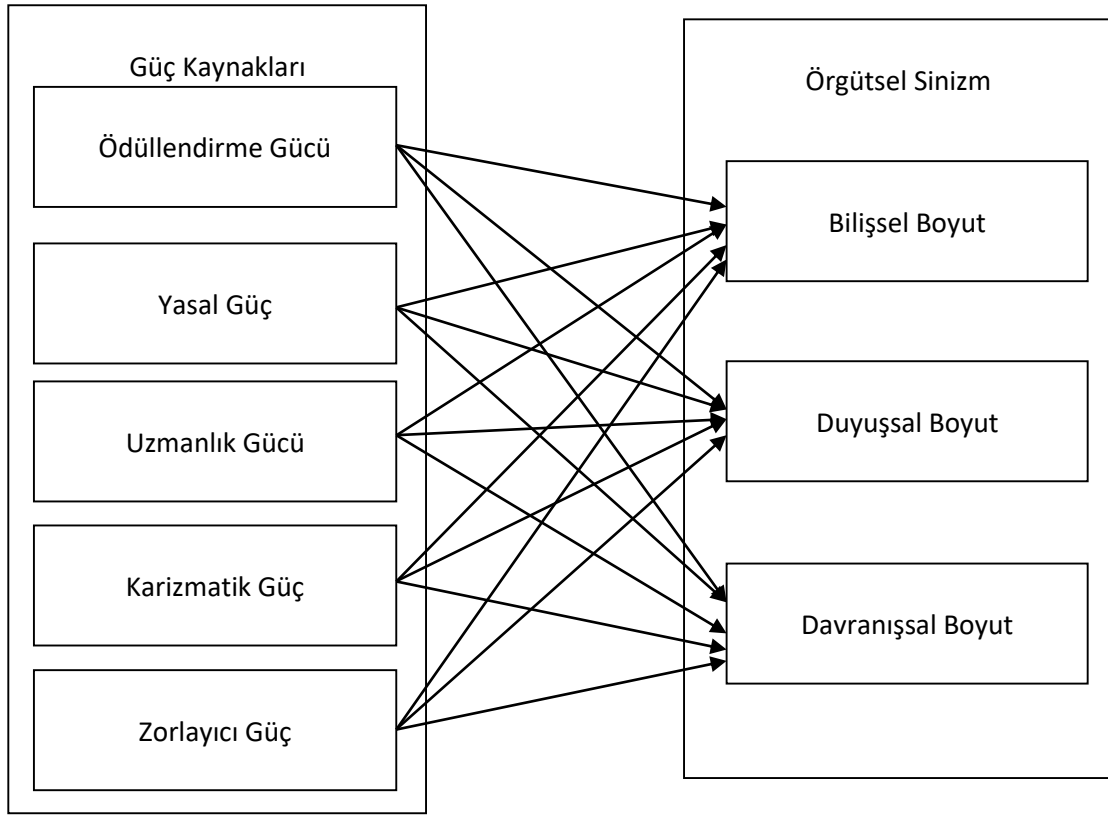 Güç Kaynakları
Ödüllendirme Gücü
Yasal Güç
Uzmanlık Gücü
Karizmatik Güç
Zorlayıcı Güç
Örgütsel Sinizm
Bilişsel Boyut
Duyuşsal Boyut
Davranışsal Boyut